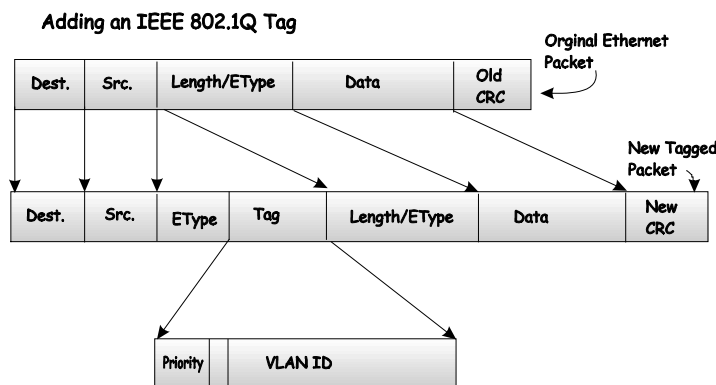 Adding an IEEE 802.1Q Tag
Orginal Ethernet
Packet
Dest. Src. Length/EType Data Old
CRC
New Tagged
Packet
Dest. Src. EType Tag Length/EType Data New
CRC
Priority VLAN ID